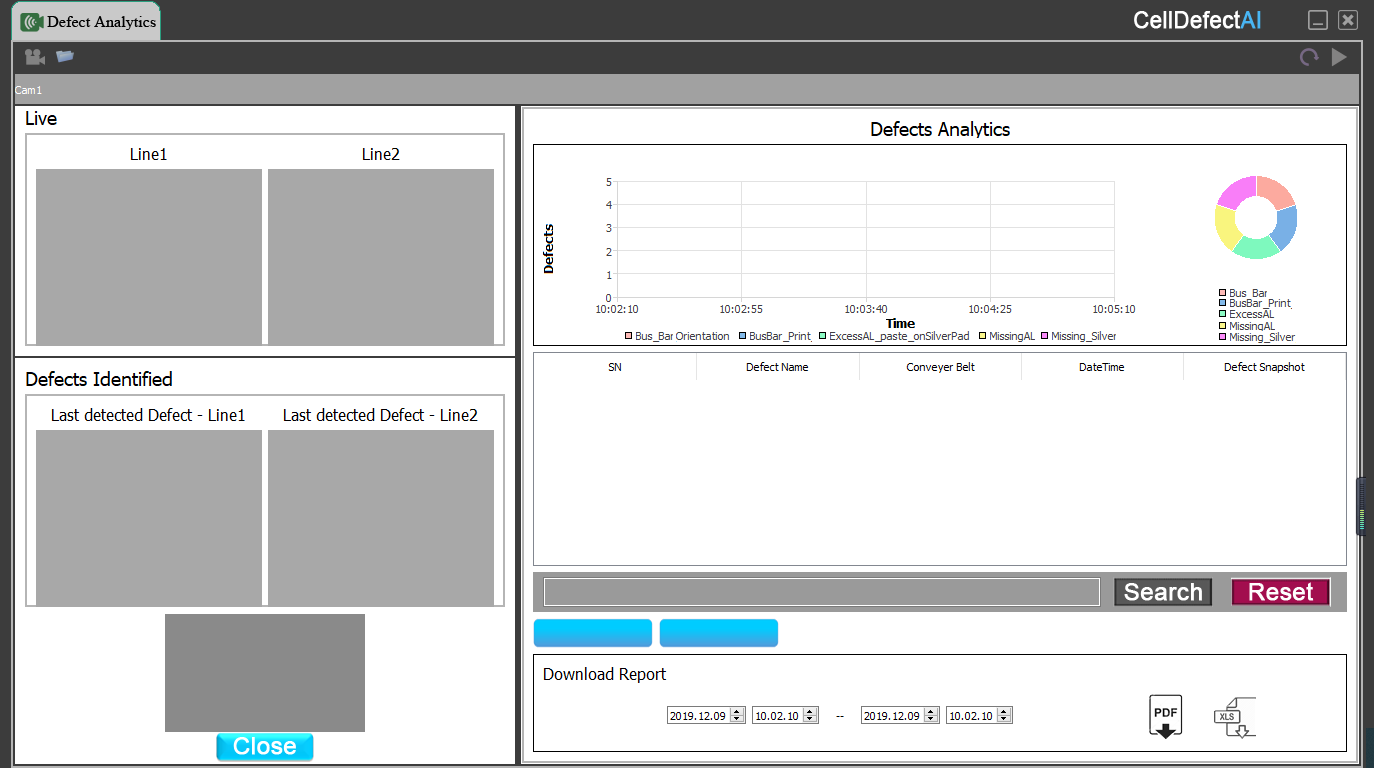 Defect Analytics
CellDefectAI
Cam1
Live
Line1
Line2
Defects Identified
Last detected Defect - Line1
Last detected Defect - Line2
Close
Defects Analytics
Defects
5
4
3
2
1
0
10:02:10
10:02:55
10:03:40
10:04:25
10:05:10
Time
Bus_Bar Orientation
BusBar_Print
ExcessAL_paste_onSilverPad
MissingAL
Missing_Silver
Bus_Bar
BusBar_Print
ExcessAL
MissingAL
Missing_Silver
SN
Defect Name
Conveyer Belt
DateTime
Defect Snapshot
Search
Reset
Download Report
2019.12.09
10.02.10
--
2019.12.09
10.02.10
PDF
XLS